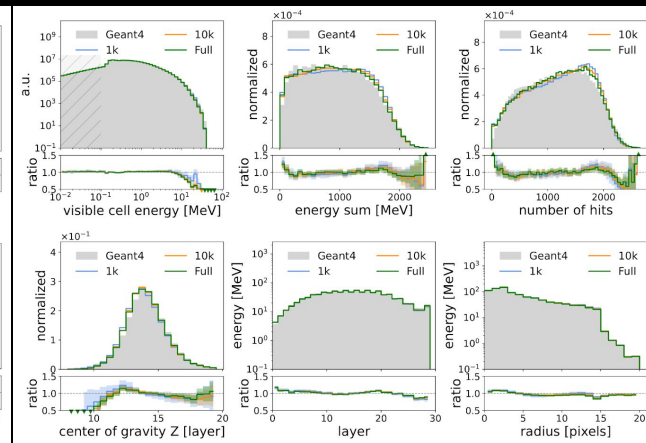 Geant4 10k
1k Full
10⁹
10⁷
10⁵
10³
10¹
10⁻¹
a.u.
1.5
1.0
0.5
ratio
10⁻² 10⁻¹ 10⁰ 10¹ 10²
visible cell energy [MeV]
×10⁻⁴
Geant4 10k
1k Full
8
6
4
2
0
normalized
1.5
1.0
0.5
ratio
0 1000 2000
energy sum [MeV]
×10⁻⁴
Geant4 10k
1k Full
8
6
4
2
0
normalized
1.5
1.0
0.5
ratio
0 1000 2000
number of hits
×10⁻¹
Geant4 10k
1k Full
4
3
2
1
0
normalized
1.5
1.0
0.5
ratio
10 15 20
center of gravity Z [layer]
Geant4 10k
1k Full
10³
10²
10¹
10⁰
10⁻¹
energy [MeV]
1.5
1.0
0.5
ratio
0 10 20 30
layer
Geant4 10k
1k Full
10³
10²
10¹
10⁰
10⁻¹
energy [MeV]
1.5
1.0
0.5
ratio
0 5 10 15 20
radius [pixels]